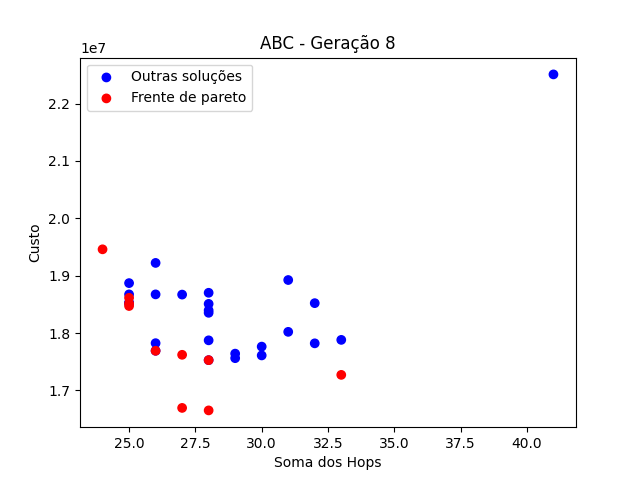 ABC - Geração 8
1e7
Outras soluções
Frente de pareto
2.2
2.1
2.0
1.9
1.8
1.7
Custo
25.0 27.5 30.0 32.5 35.0 37.5 40.0
Soma dos Hops